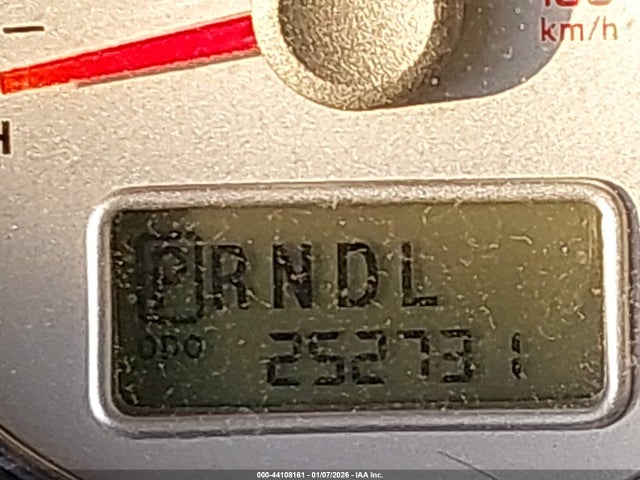 km/h
H
PRNDL
ODO 252731
000-44108161 - 01/07/2026 - IAA Inc.